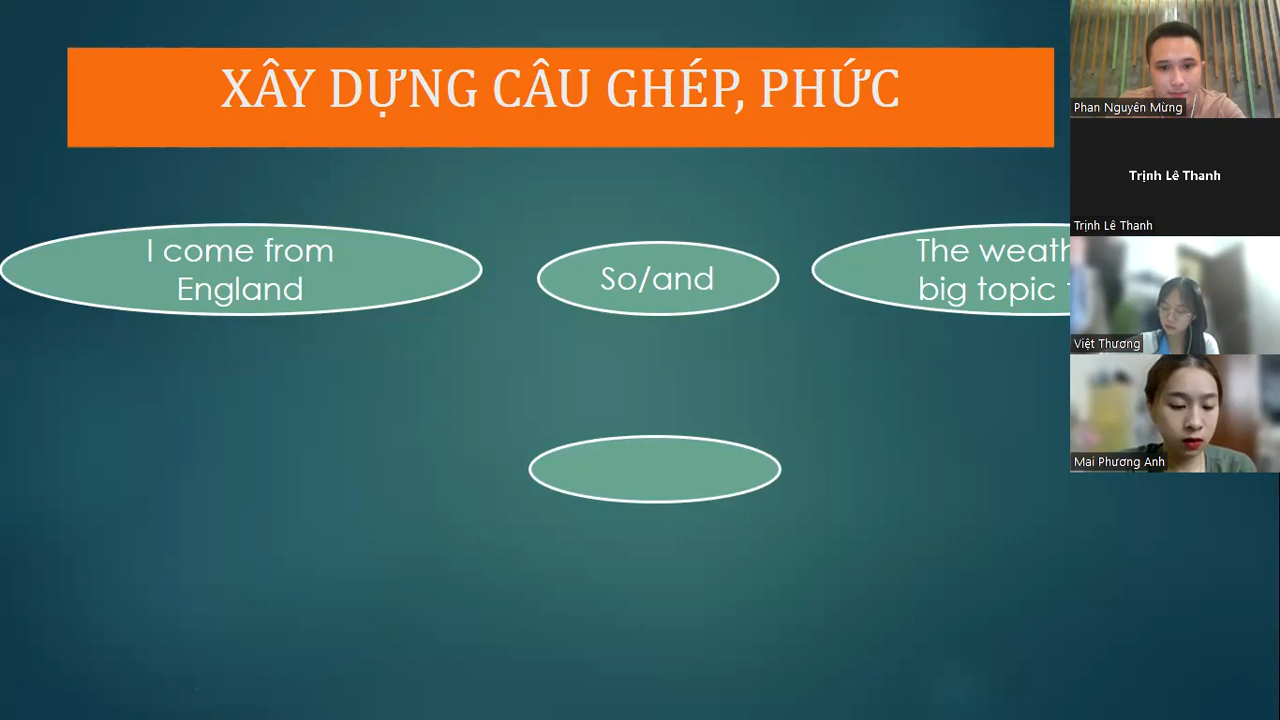 XÂY DỰNG CÂU GHÉP, PHỨC
I come from
England
So/and
The
big topic
Phan Nguyên Mừng
Trịnh Lê Thanh
Trịnh Lê Thanh
Việt Thương
Mai Phương Anh